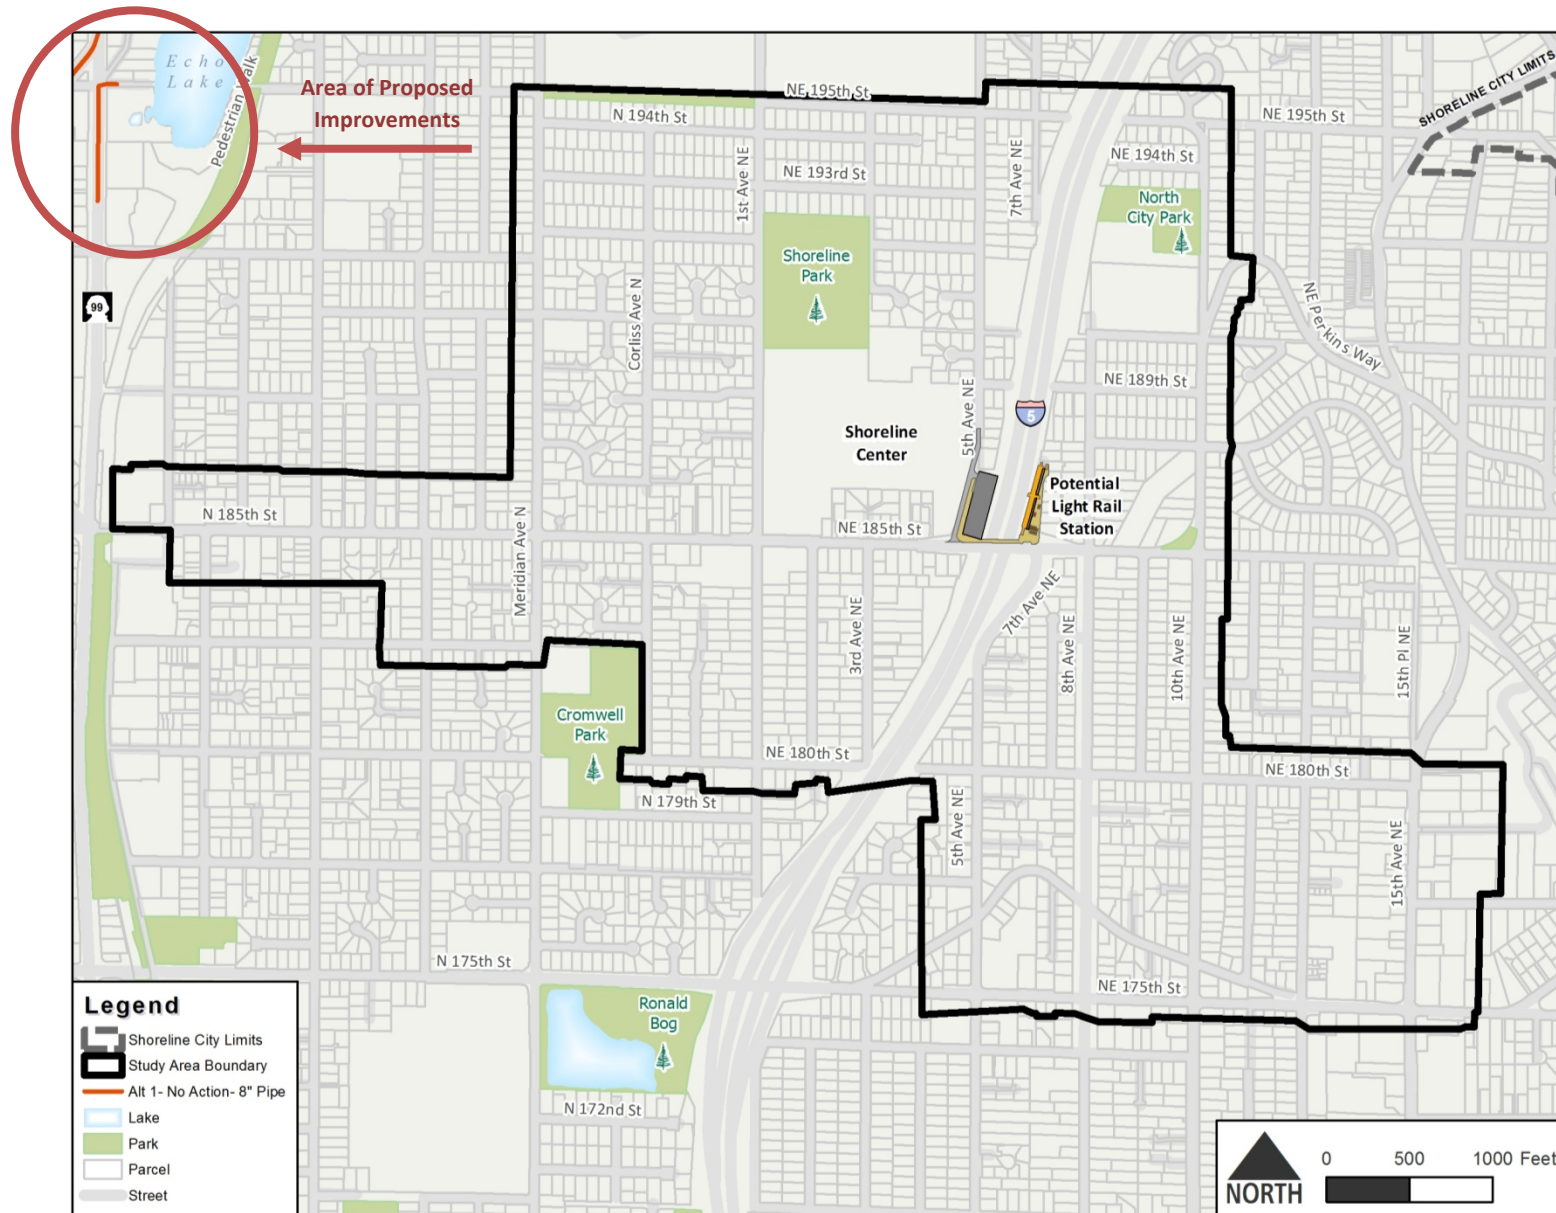 Echo
Lake
Pedestrian Walk
Area of Proposed
Improvements
NE 195th St
N 194th St
NE 193rd St
1st Ave NE
7th Ave NE
NE 195th St
NE 194th St
SHORELINE CITY LIMITS
North
City Park
Shoreline
Park
99
Corliss Ave N
NE Perkins Way
NE 189th St
5
5th Ave NE
Shoreline
Center
Potential
Light Rail
Station
N 185th St
NE 185th St
Meridian Ave N
3rd Ave NE
7th Ave NE
8th Ave NE
10th Ave NE
15th Pl NE
Cromwell
Park
NE 180th St
NE 180th St
N 179th St
5th Ave NE
15th Ave NE
N 175th St
NE 175th St
Ronald
Bog
N 172nd St
Legend
Shoreline City Limits
Study Area Boundary
Alt 1- No Action- 8" Pipe
Lake
Park
Parcel
Street
NORTH
0 500 1000 Feet